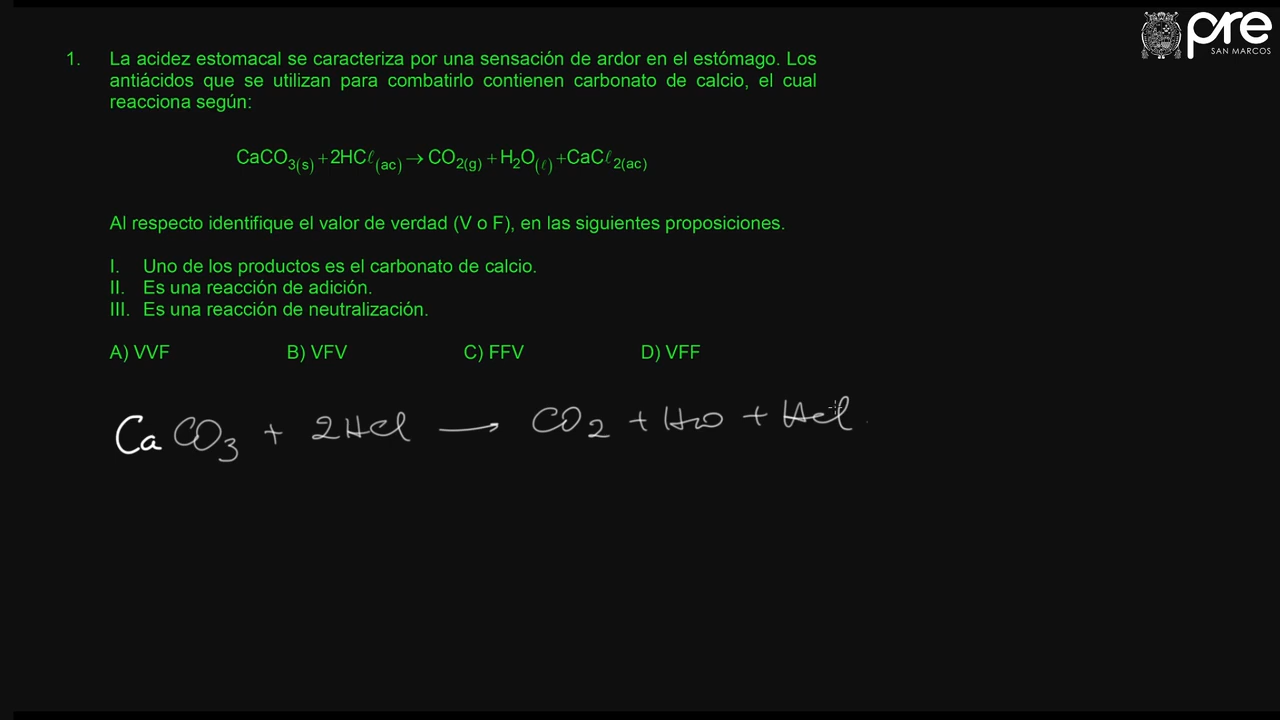 pre
SAN MARCOS
1. La acidez estomacal se caracteriza por una sensación de ardor en el estómago. Los
antiácidos que se utilizan para combatirlo contienen carbonato de calcio, el cual
reacciona según:
CaCO₃(s) + 2HCℓ(ac) → CO₂(g) + H₂O(ℓ) + CaCℓ₂(ac)
Al respecto identifique el valor de verdad (V o F), en las siguientes proposiciones.
I. Uno de los productos es el carbonato de calcio.
II. Es una reacción de adición.
III. Es una reacción de neutralización.
A) VVF B) VFV C) FFV D) VFF
CaCO₃ + 2HCl → CO₂ + H₂O + HCl